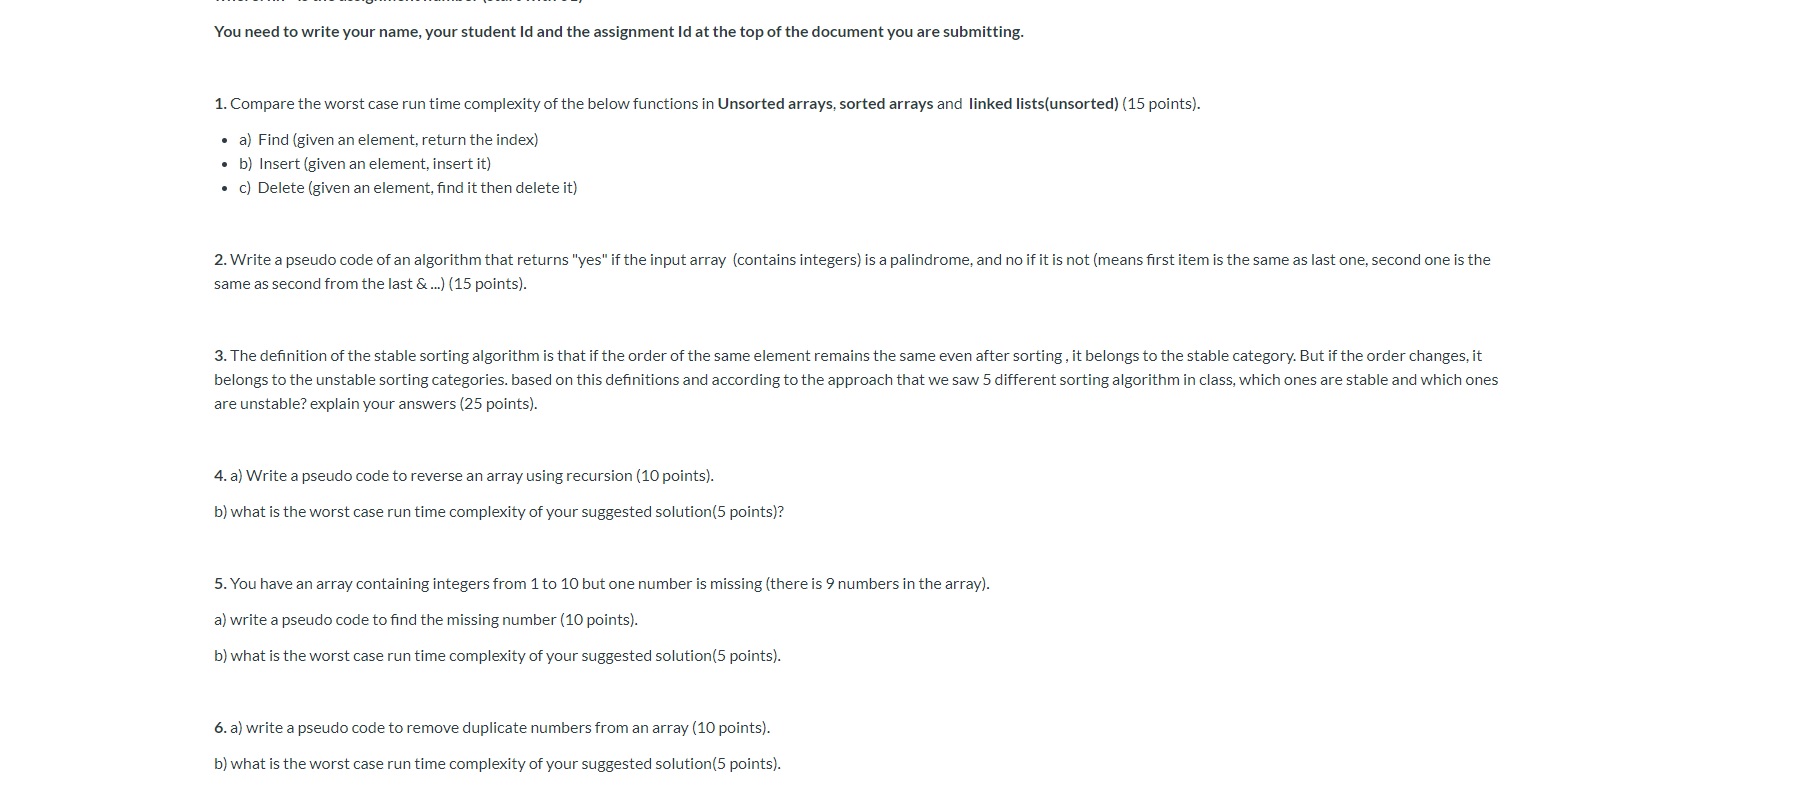 You need to write your name, your student Id and the assignment Id at the top of the document you are submitting.
1. Compare the worst case run time complexity of the below functions in Unsorted arrays, sorted arrays and linked lists(unsorted) (15 points).
• a) Find (given an element, return the index)
• b) Insert (given an element, insert it)
• c) Delete (given an element, find it then delete it)
2. Write a pseudo code of an algorithm that returns "yes" if the input array (contains integers) is a palindrome, and no if it is not (means first item is the same as last one, second one is the
same as second from the last & ...) (15 points).
3. The definition of the stable sorting algorithm is that if the order of the same element remains the same even after sorting , it belongs to the stable category. But if the order changes, it
belongs to the unstable sorting categories. based on this definitions and according to the approach that we saw 5 different sorting algorithm in class, which ones are stable and which ones
are unstable? explain your answers (25 points).
4. a) Write a pseudo code to reverse an array using recursion (10 points).
b) what is the worst case run time complexity of your suggested solution(5 points)?
5. You have an array containing integers from 1 to 10 but one number is missing (there is 9 numbers in the array).
a) write a pseudo code to find the missing number (10 points).
b) what is the worst case run time complexity of your suggested solution(5 points).
6. a) write a pseudo code to remove duplicate numbers from an array (10 points).
b) what is the worst case run time complexity of your suggested solution(5 points).